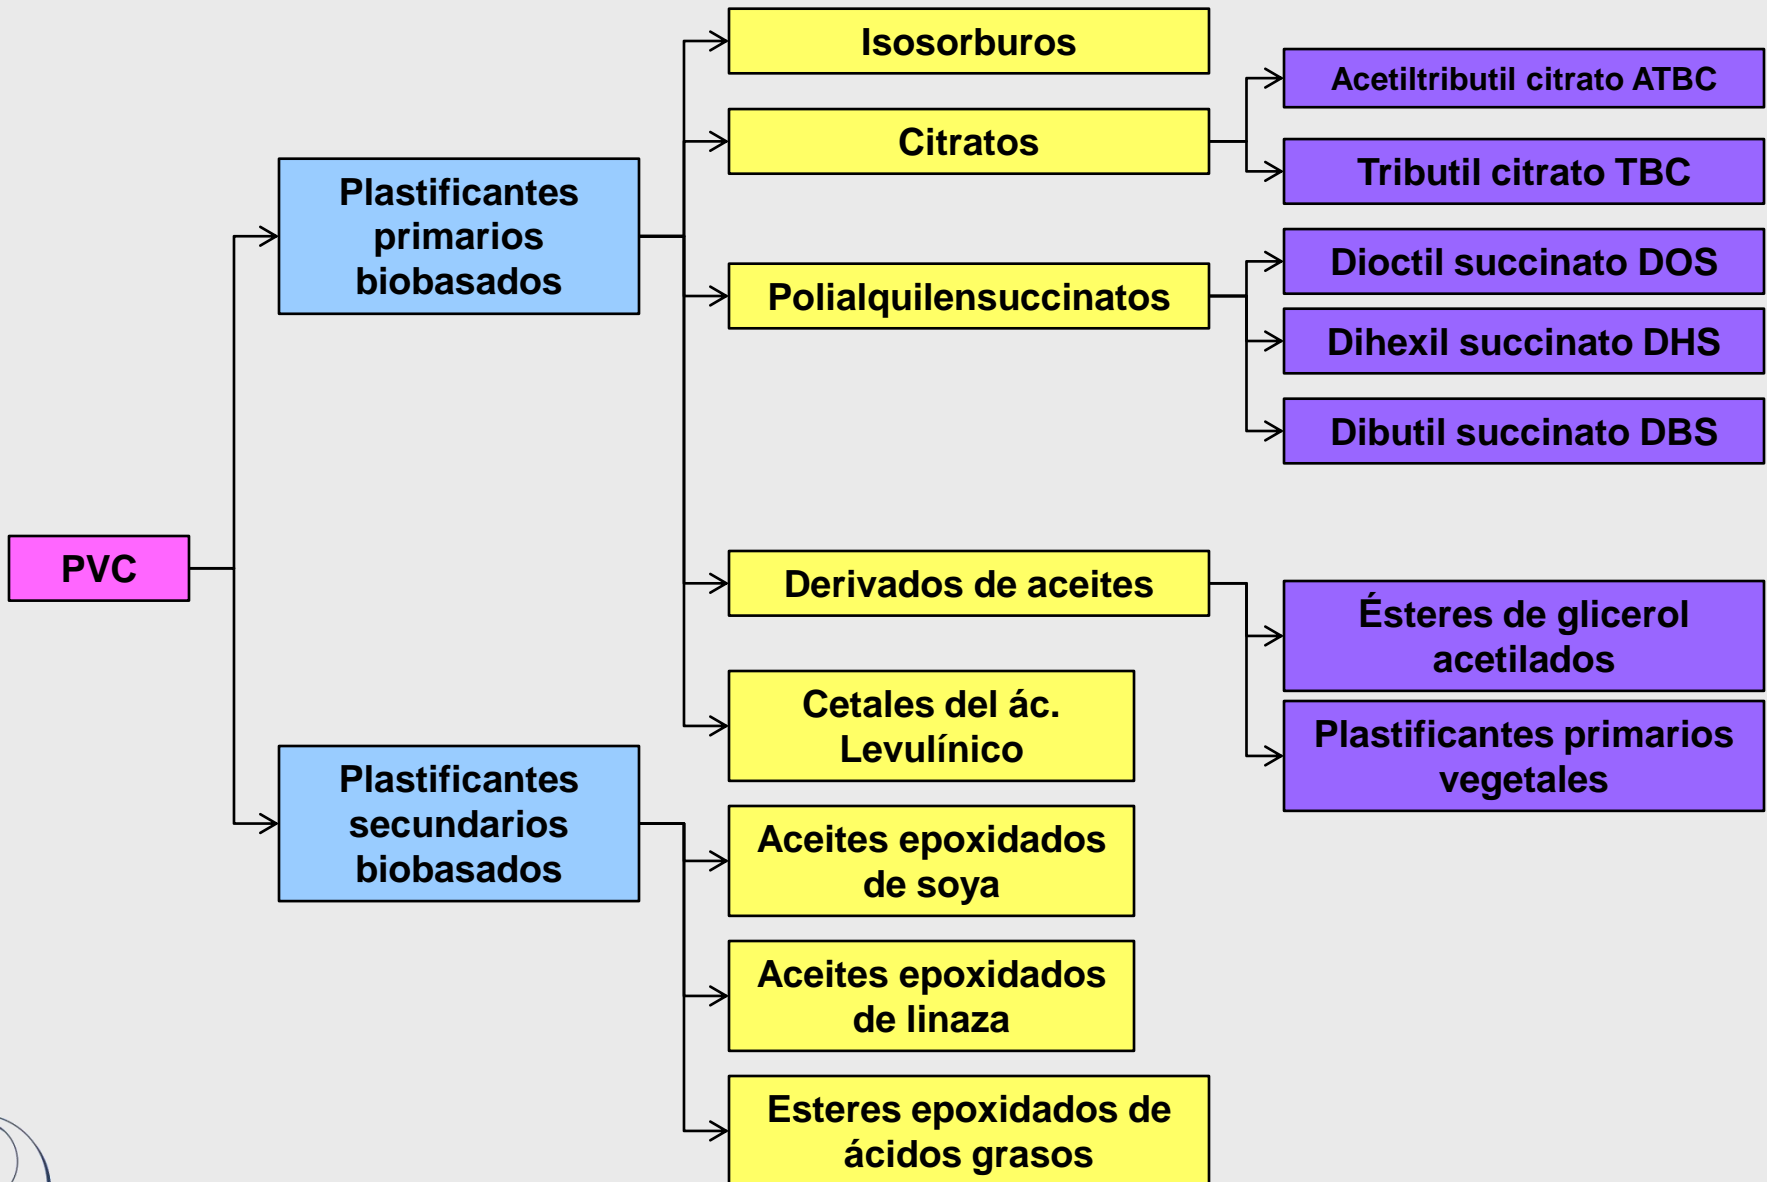 PVC
Plastificantes
primarios
biobasados
Isosorburos
Citratos
Acetiltributil citrato ATBC
Tributil citrato TBC
Polialquilensuccinatos
Dioctil succinato DOS
Dihexil succinato DHS
Dibutil succinato DBS
Derivados de aceites
Ésteres de glicerol
acetilados
Plastificantes primarios
vegetales
Cetales del ác.
Levulínico
Plastificantes
secundarios
biobasados
Aceites epoxidados
de soya
Aceites epoxidados
de linaza
Esteres epoxidados de
ácidos grasos